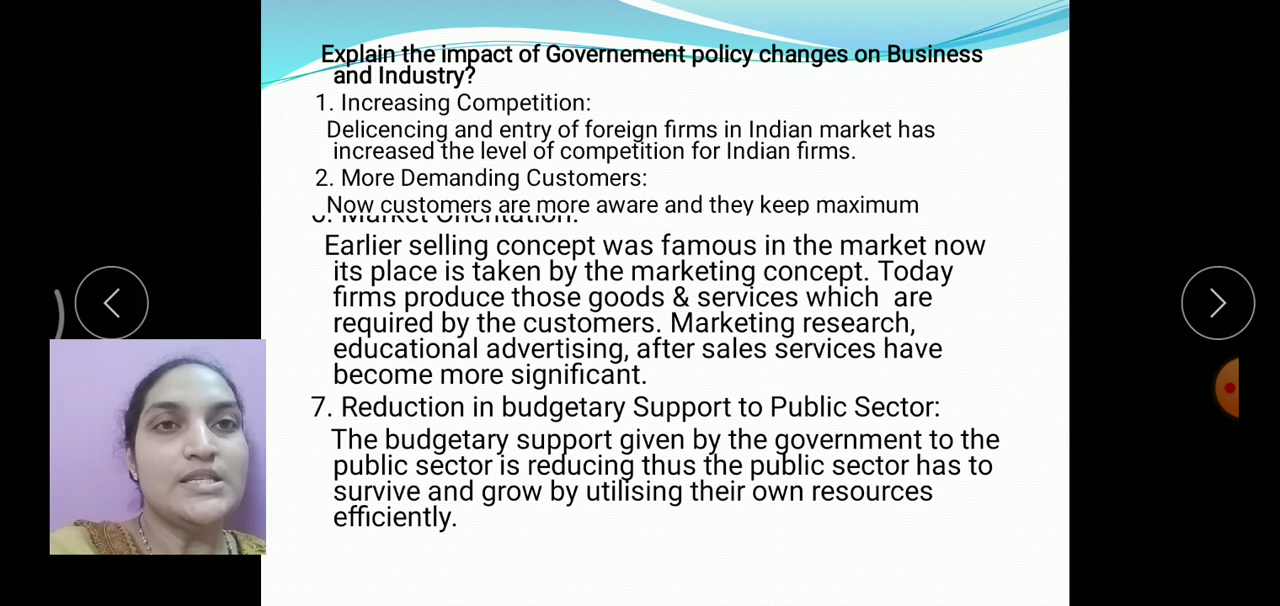 Explain the impact of Governement policy changes on Business
and Industry?
1. Increasing Competition:
Delicencing and entry of foreign firms in Indian market has
increased the level of competition for Indian firms.
2. More Demanding Customers:
Now customers are more aware and they keep maximum
Market Orientation:
Earlier selling concept was famous in the market now
its place is taken by the marketing concept. Today
firms produce those goods & services which are
required by the customers. Marketing research,
educational advertising, after sales services have
become more significant.
7. Reduction in budgetary Support to Public Sector:
The budgetary support given by the government to the
public sector is reducing thus the public sector has to
survive and grow by utilising their own resources
efficiently.